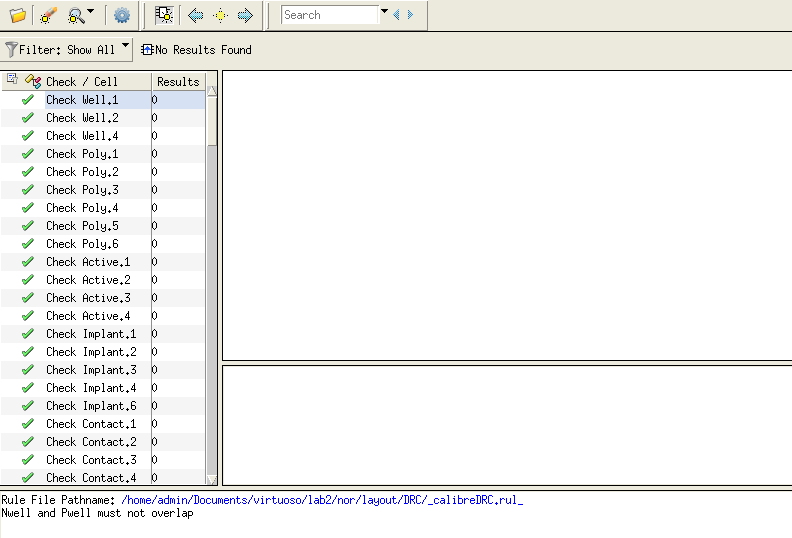 Search
Filter: Show All
No Results Found
Check / Cell Results
Check Well.1 0
Check Well.2 0
Check Well.4 0
Check Poly.1 0
Check Poly.2 0
Check Poly.3 0
Check Poly.4 0
Check Poly.5 0
Check Poly.6 0
Check Active.1 0
Check Active.2 0
Check Active.3 0
Check Active.4 0
Check Implant.1 0
Check Implant.2 0
Check Implant.3 0
Check Implant.4 0
Check Implant.6 0
Check Contact.1 0
Check Contact.2 0
Check Contact.3 0
Check Contact.4 0
Rule File Pathname: /home/admin/Documents/virtuoso/lab2/nor/layout/DRC/_calibreDRC.rul_
Nwell and Pwell must not overlap